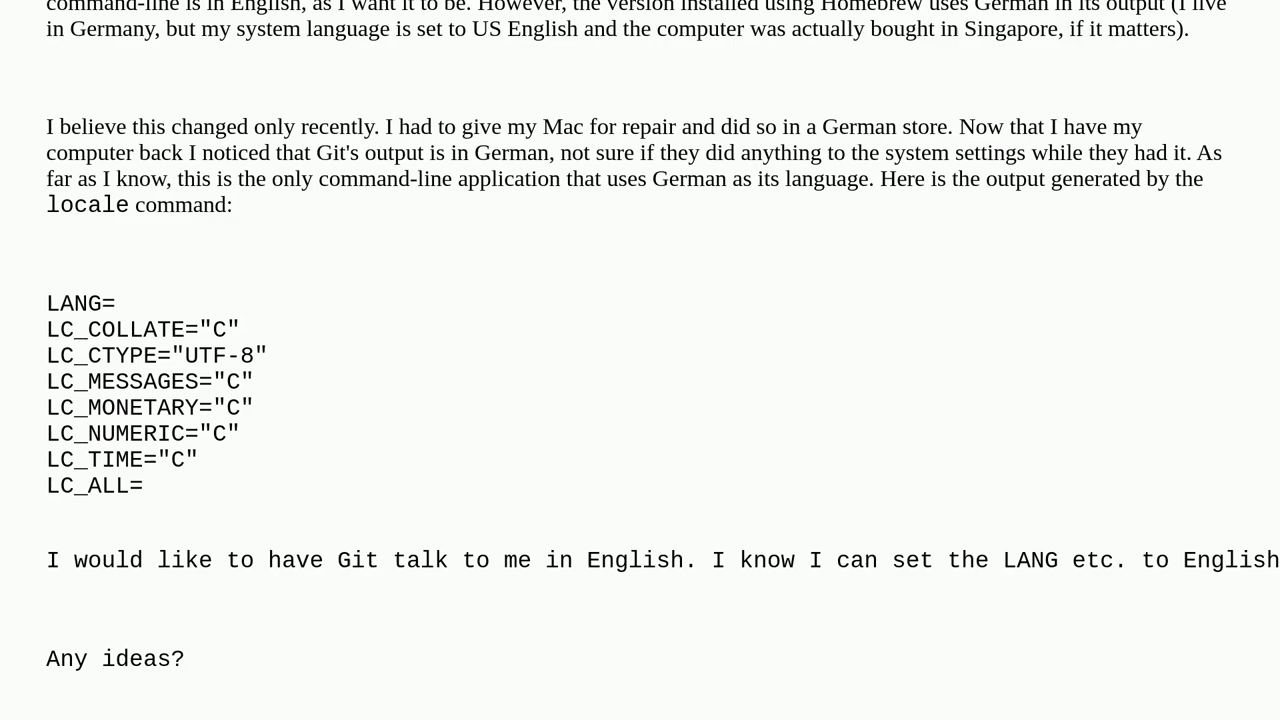 command-line is in English, as I want it to be. However, the version installed using Homebrew uses German in its output (I live
in Germany, but my system language is set to US English and the computer was actually bought in Singapore, if it matters).
I believe this changed only recently. I had to give my Mac for repair and did so in a German store. Now that I have my
computer back I noticed that Git's output is in German, not sure if they did anything to the system settings while they had it. As
far as I know, this is the only command-line application that uses German as its language. Here is the output generated by the
locale command:
LANG=
LC_COLLATE="C"
LC_CTYPE="UTF-8"
LC_MESSAGES="C"
LC_MONETARY="C"
LC_NUMERIC="C"
LC_TIME="C"
LC_ALL=
I would like to have Git talk to me in English. I know I can set the LANG etc. to English
Any ideas?